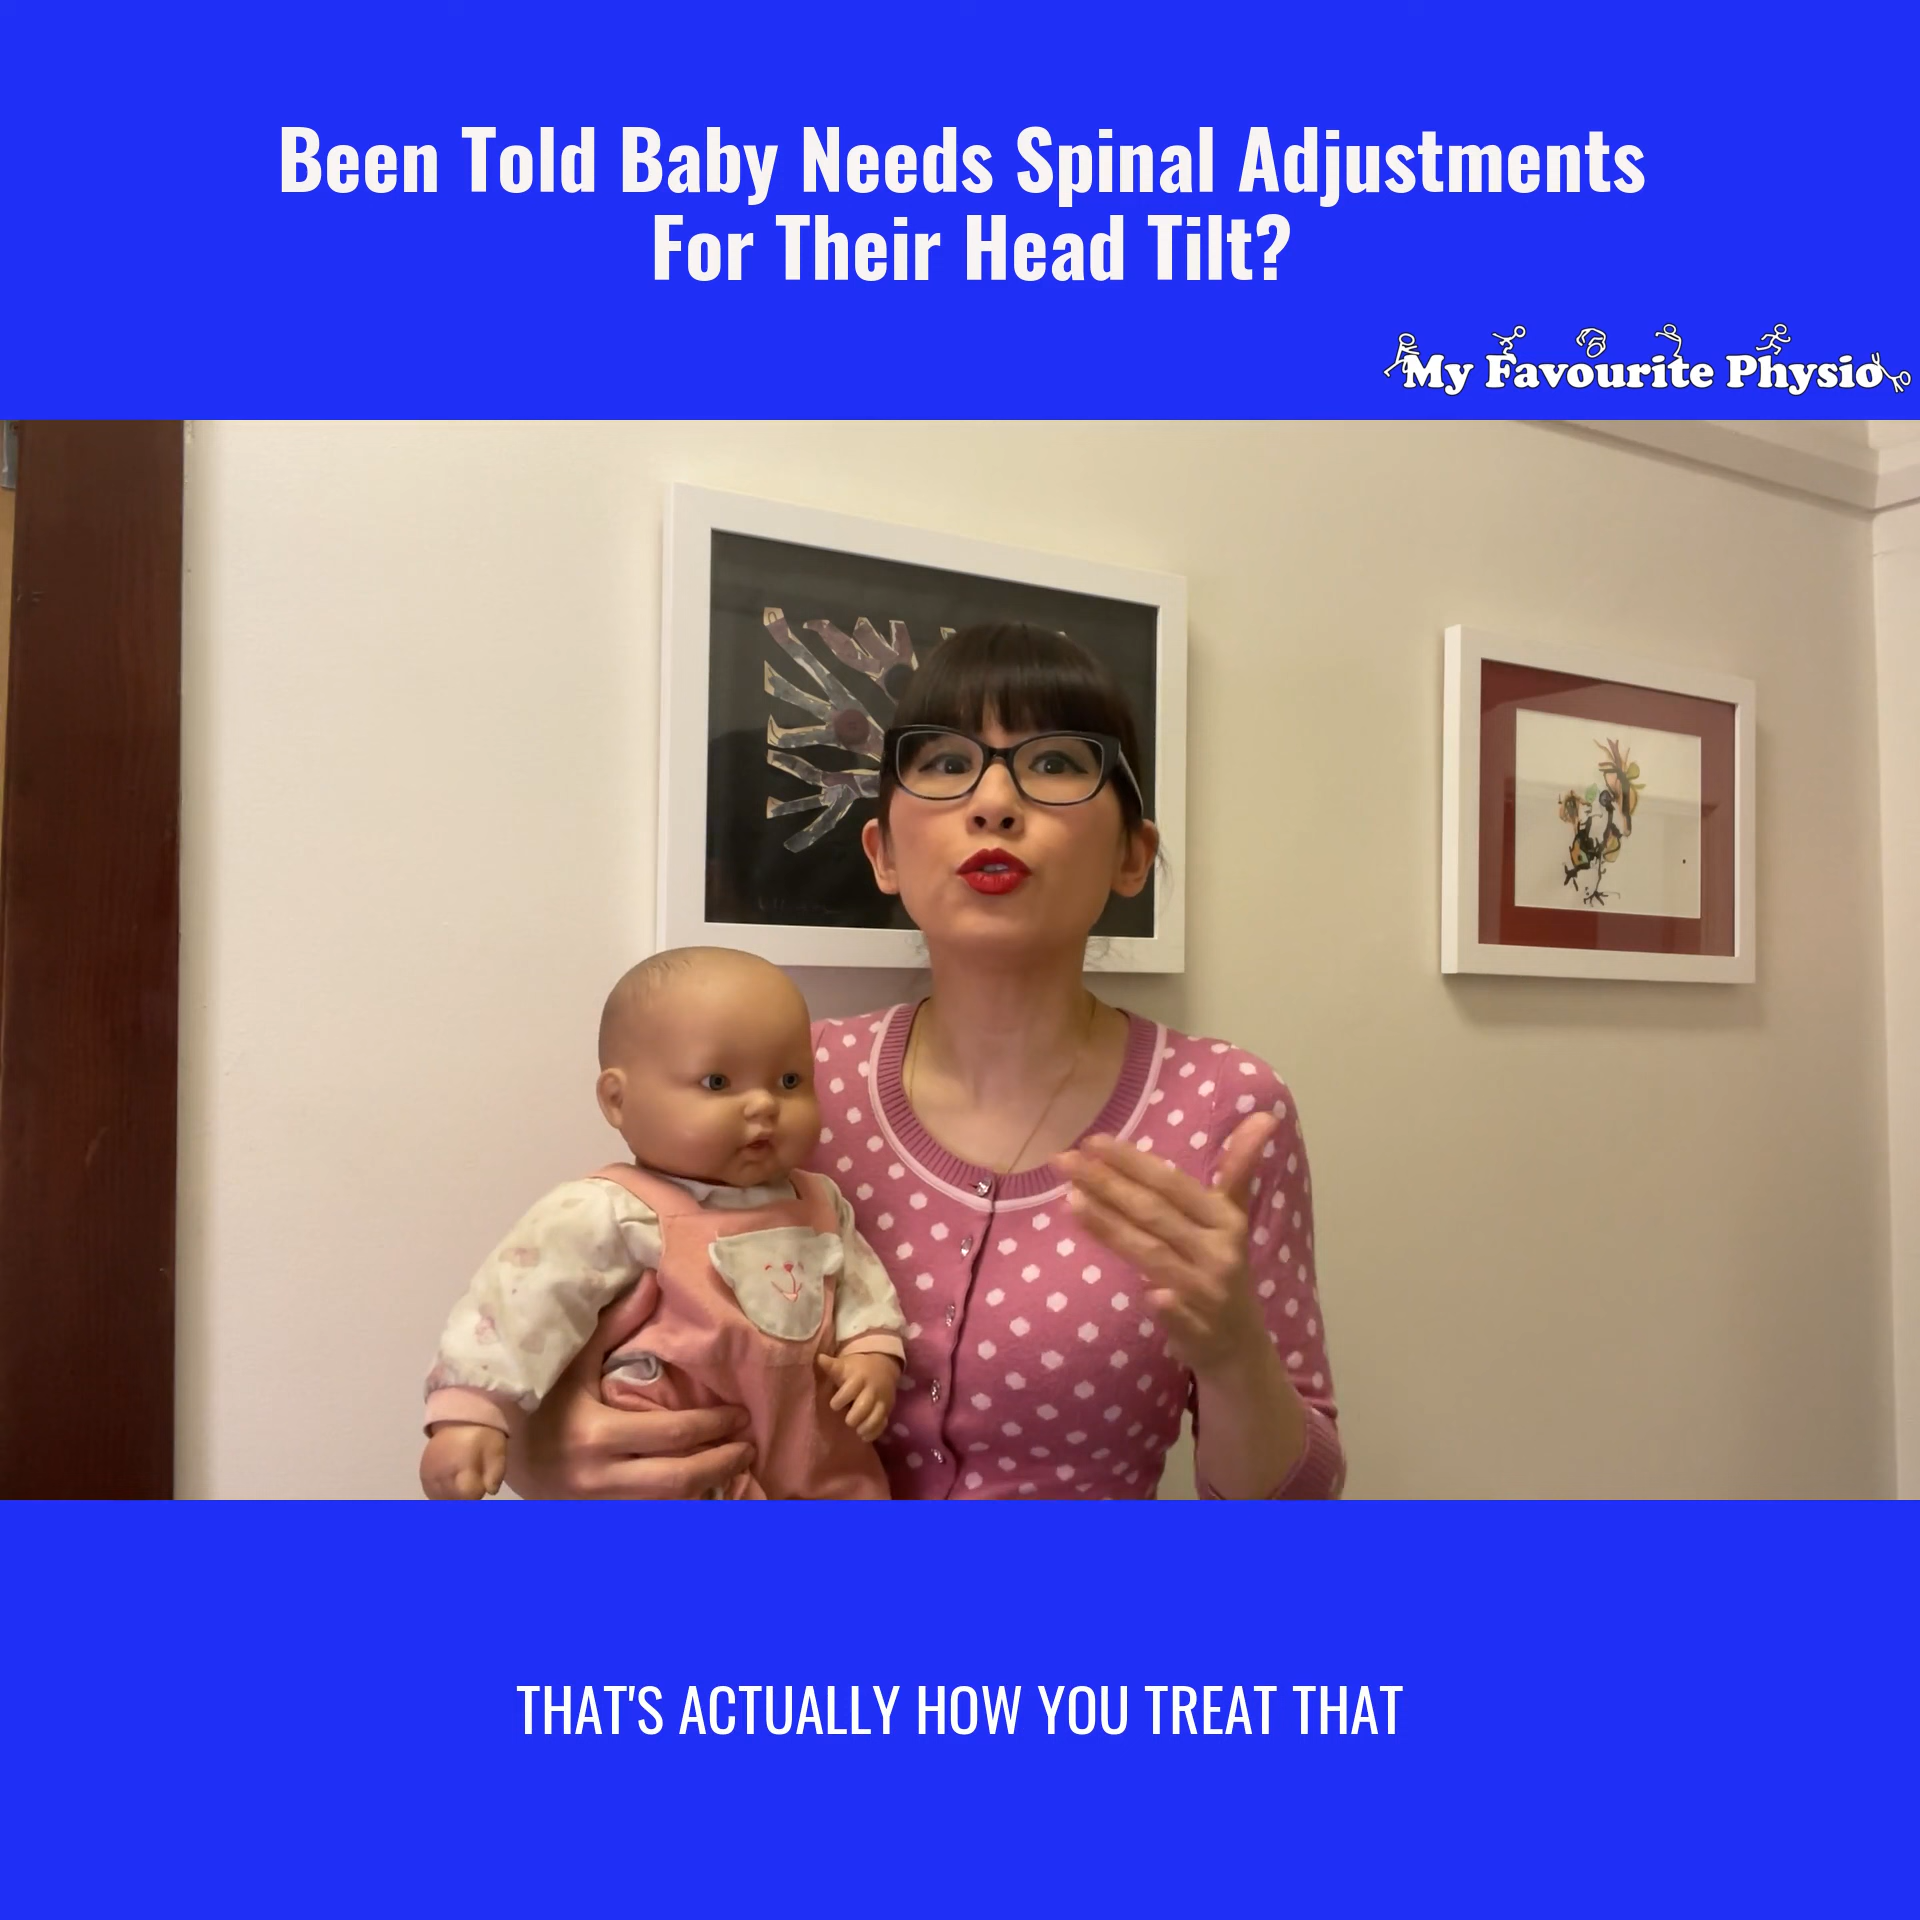 Been Told Baby Needs Spinal Adjustments
For Their Head Tilt?
My Favourite Physio
THAT'S ACTUALLY HOW YOU TREAT THAT